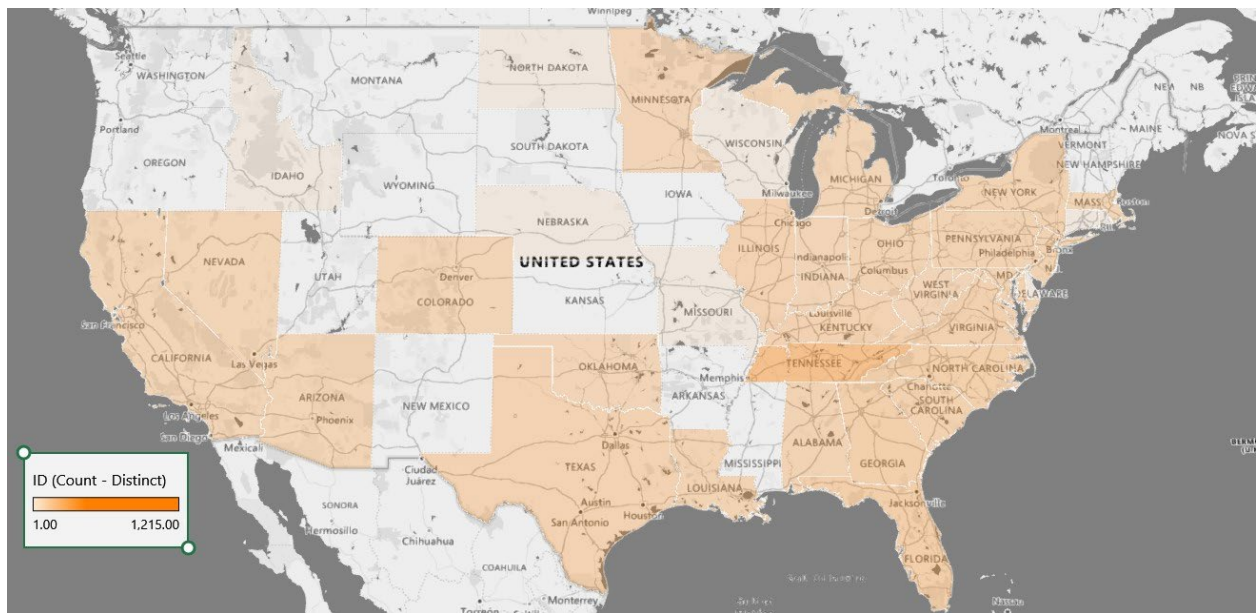 Winnipeg
Seattle
WASHINGTON
MONTANA
NORTH DAKOTA
MINNESOTA
Portland
OREGON
IDAHO
WYOMING
SOUTH DAKOTA
WISCONSIN
Milwaukee
MICHIGAN
Detroit
Toronto
Montreal
VERMONT
NEW HAMPSHIRE
MAINE
NB
NEW YORK
MASS
Boston
IOWA
NEBRASKA
Chicago
ILLINOIS
Indianapolis
INDIANA
OHIO
Columbus
PENNSYLVANIA
Philadelphia
MD
DELAWARE
NEVADA
UTAH
Denver
COLORADO
UNITED STATES
KANSAS
MISSOURI
Louisville
KENTUCKY
WEST
VIRGINIA
VIRGINIA
San Francisco
CALIFORNIA
Las Vegas
Los Angeles
San Diego
Mexicali
ARIZONA
Phoenix
NEW MEXICO
OKLAHOMA
ARKANSAS
Memphis
TENNESSEE
NORTH CAROLINA
Charlotte
SOUTH
CAROLINA
Ciudad
Juárez
TEXAS
Dallas
Austin
San Antonio
Houston
LOUISIANA
MISSISSIPPI
ALABAMA
GEORGIA
Jacksonville
FLORIDA
SONORA
Hermosillo
Chihuahua
COAHUILA
Monterrey
Torreón
Nassau
ID (Count - Distinct)
1.00 1,215.00